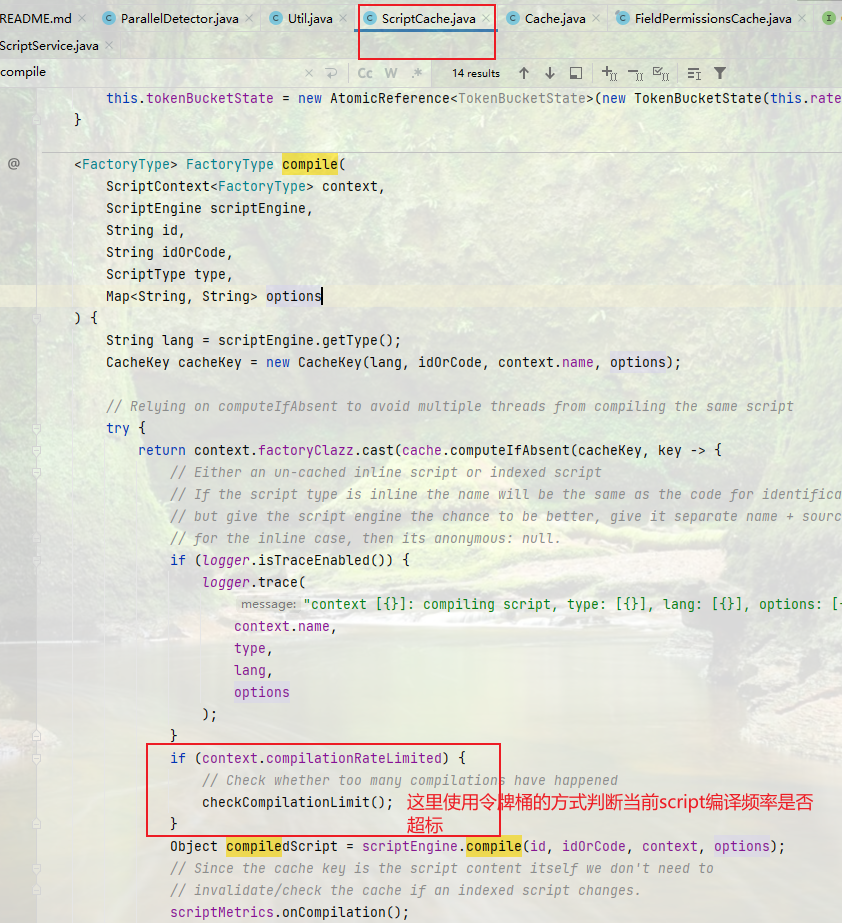 README.md ParallelDetector.java Util.java ScriptCache.java Cache.java FieldPermissionsCache.java
ScriptService.java
compile Cc W .* 14 results
this.tokenBucketState = new AtomicReference<TokenBucketState>(new TokenBucketState(this.rate
}
@ <FactoryType> FactoryType compile(
ScriptContext<FactoryType> context,
ScriptEngine scriptEngine,
String id,
String idOrCode,
ScriptType type,
Map<String, String> options
) {
String lang = scriptEngine.getType();
CacheKey cacheKey = new CacheKey(lang, idOrCode, context.name, options);
// Relying on computeIfAbsent to avoid multiple threads from compiling the same script
try {
return context.factoryClazz.cast(cache.computeIfAbsent(cacheKey, key -> {
// Either an un-cached inline script or indexed script
// If the script type is inline the name will be the same as the code for identifica
// but give the script engine the chance to be better, give it separate name + sourc
// for the inline case, then its anonymous: null.
if (logger.isTraceEnabled()) {
logger.trace(
message: "context [{}]: compiling script, type: [{}], lang: [{}], options: [{
context.name,
type,
lang,
options
);
}
if (context.compilationRateLimited) {
// Check whether too many compilations have happened
checkCompilationLimit(); 这里使用令牌桶的方式判断当前script编译频率是否
超标
}
Object compiledScript = scriptEngine.compile(id, idOrCode, context, options);
// Since the cache key is the script content itself we don't need to
// invalidate/check the cache if an indexed script changes.
scriptMetrics.onCompilation();